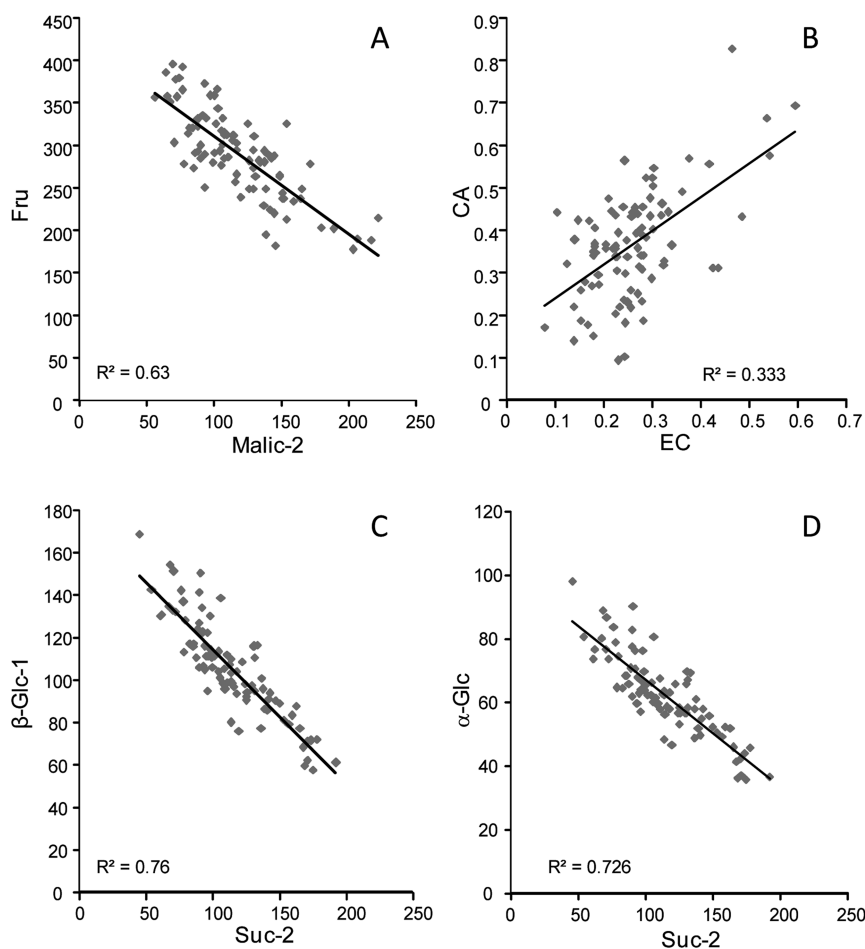 A
450
400
350
300
250
200
150
100
50
0
Fru
R² = 0.63
0 50 100 150 200 250
Malic-2
B
0.9
0.8
0.7
0.6
0.5
0.4
0.3
0.2
0.1
0
CA
R² = 0.333
0 0.1 0.2 0.3 0.4 0.5 0.6 0.7
EC
C
180
160
140
120
100
80
60
40
20
0
β-Glc-1
R² = 0.76
0 50 100 150 200 250
Suc-2
D
120
100
80
60
40
20
0
α-Glc
R² = 0.726
0 50 100 150 200 250
Suc-2